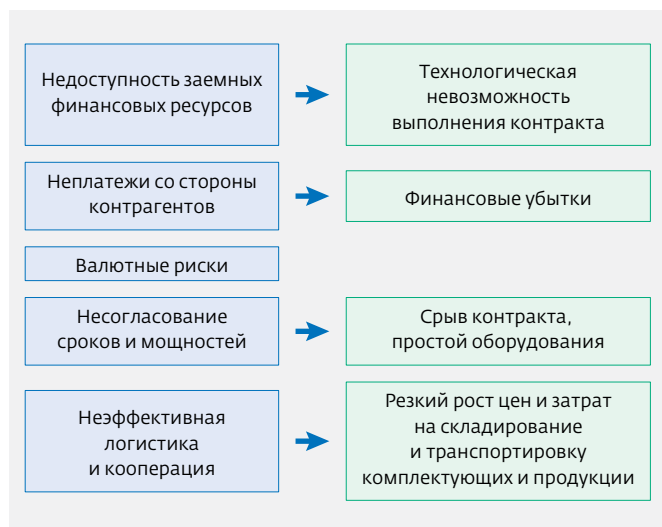 Недоступность заемных
финансовых ресурсов
Технологическая
невозможность
выполнения контракта
Неплатежи со стороны
контрагентов
Финансовые убытки
Валютные риски
Несогласование
сроков и мощностей
Срыв контракта,
простой оборудования
Неэффективная
логистика
и кооперация
Резкий рост цен и затрат
на складирование
и транспортировку
комплектующих и продукции